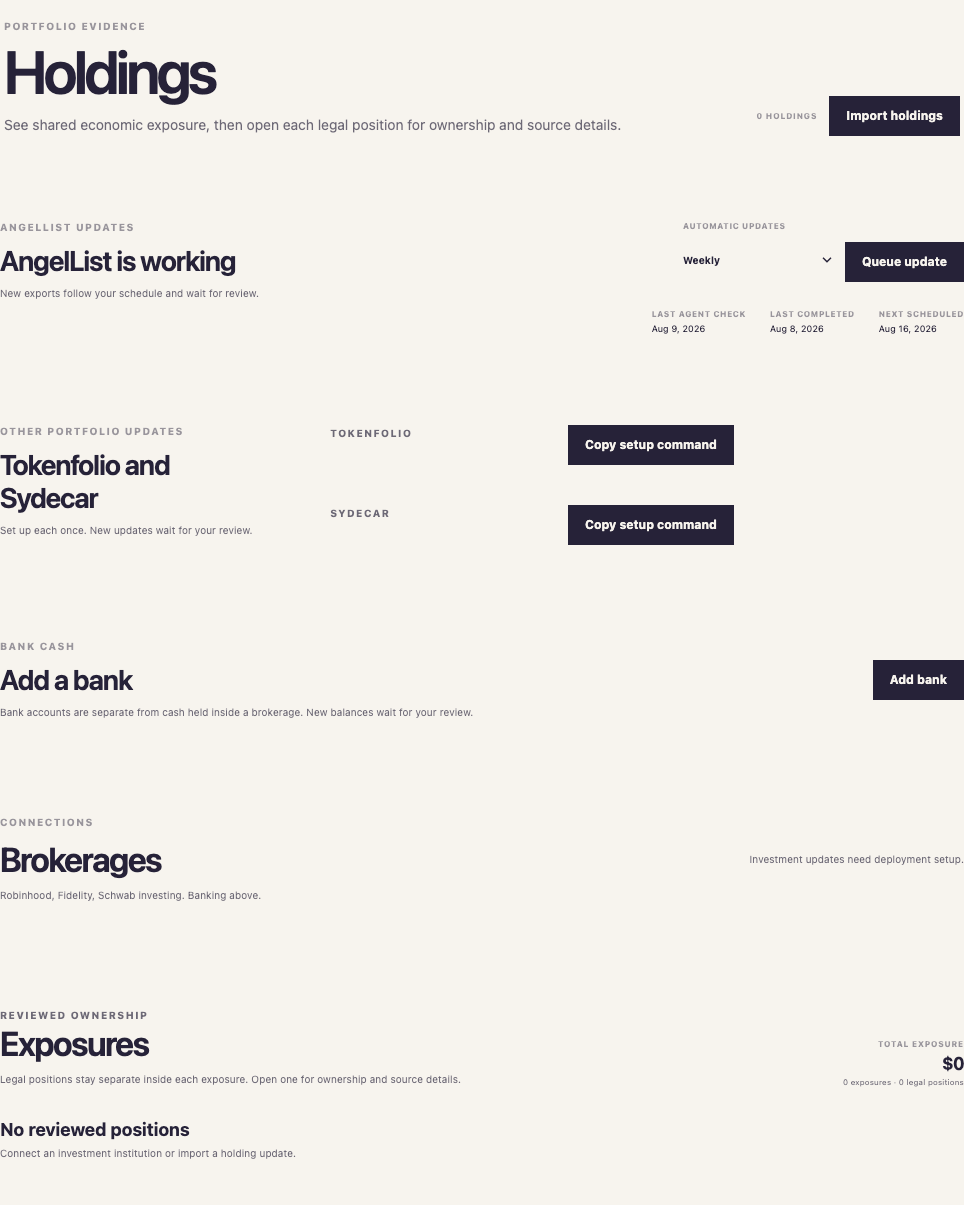 PORTFOLIO EVIDENCE
Holdings
See shared economic exposure, then open each legal position for ownership and source details.
0 HOLDINGS
Import holdings
ANGELLIST UPDATES
AngelList is working
New exports follow your schedule and wait for review.
AUTOMATIC UPDATES
Weekly
Queue update
LAST AGENT CHECK
Aug 9, 2026
LAST COMPLETED
Aug 8, 2026
NEXT SCHEDULED
Aug 16, 2026
OTHER PORTFOLIO UPDATES
Tokenfolio and
Sydecar
Set up each once. New updates wait for your review.
TOKENFOLIO
Copy setup command
SYDECAR
Copy setup command
BANK CASH
Add a bank
Bank accounts are separate from cash held inside a brokerage. New balances wait for your review.
Add bank
CONNECTIONS
Brokerages
Robinhood, Fidelity, Schwab investing. Banking above.
Investment updates need deployment setup.
REVIEWED OWNERSHIP
Exposures
Legal positions stay separate inside each exposure. Open one for ownership and source details.
TOTAL EXPOSURE
$0
0 exposures · 0 legal positions
No reviewed positions
Connect an investment institution or import a holding update.